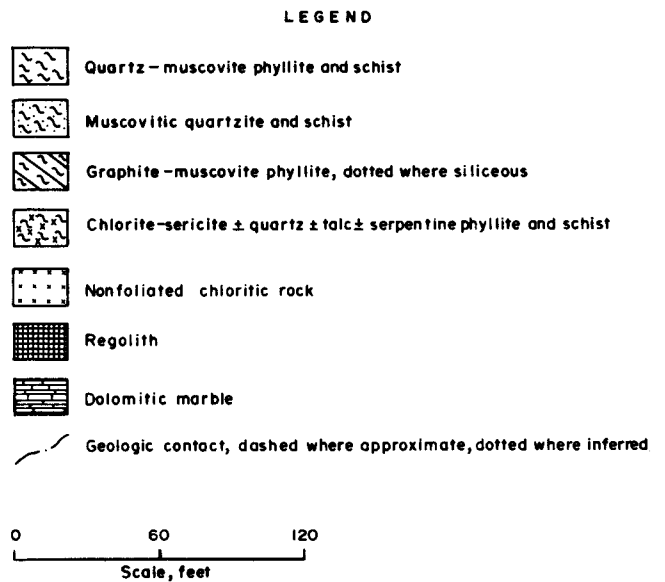 LEGEND
Quartz-muscovite phyllite and schist
Muscovitic quartzite and schist
Graphite-muscovite phyllite, dotted where siliceous
Chlorite-sericite ± quartz ± talc ± serpentine phyllite and schist
Nonfoliated chloritic rock
Regolith
Dolomitic marble
Geologic contact, dashed where approximate, dotted where inferred
0 60 120
Scale, feet